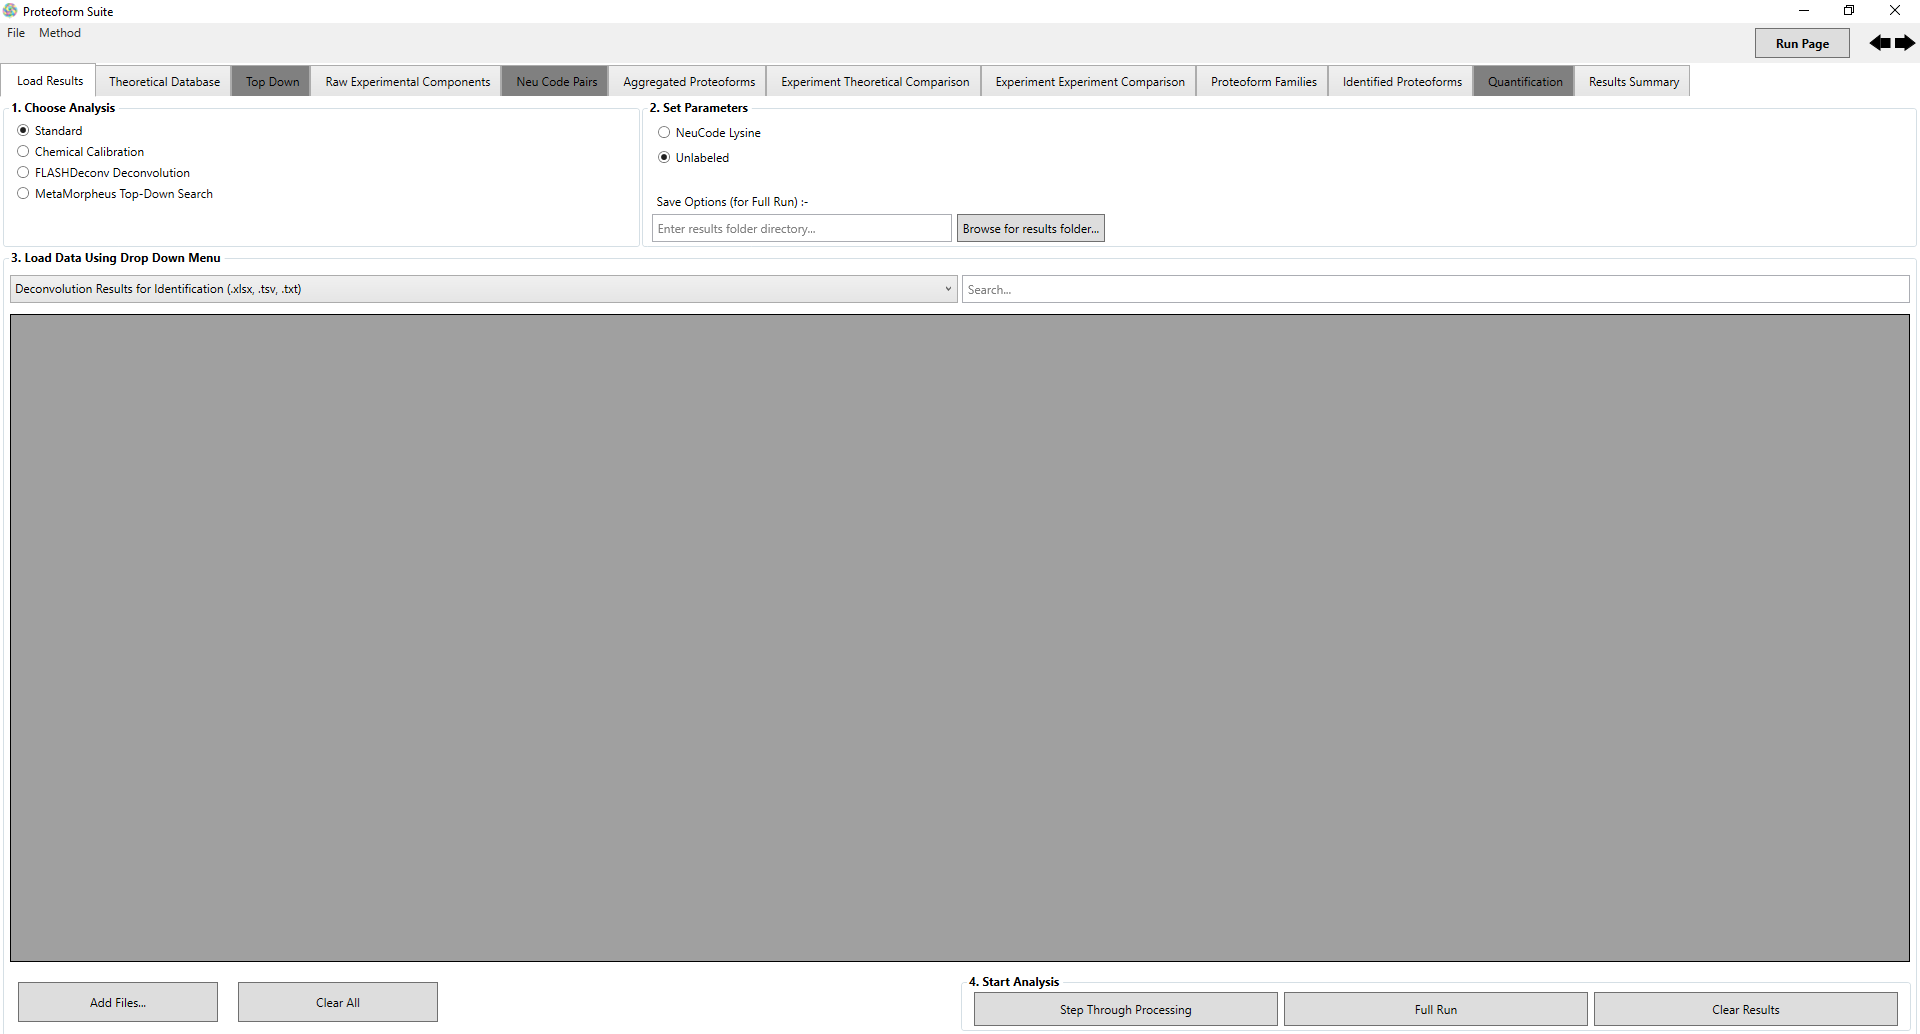 Proteoform Suite
File Method
Run Page
Load Results Theoretical Database Top Down Raw Experimental Components Neu Code Pairs Aggregated Proteoforms Experiment Theoretical Comparison Experiment Experiment Comparison Proteoform Families Identified Proteoforms Quantification Results Summary
1. Choose Analysis
Standard
Chemical Calibration
FLASHDeconv Deconvolution
MetaMorpheus Top-Down Search
2. Set Parameters
NeuCode Lysine
Unlabeled
Save Options (for Full Run) :-
Enter results folder directory... Browse for results folder...
3. Load Data Using Drop Down Menu
Deconvolution Results for Identification (.xlsx, .tsv, .txt) Search...
Add Files... Clear All
4. Start Analysis
Step Through Processing Full Run Clear Results